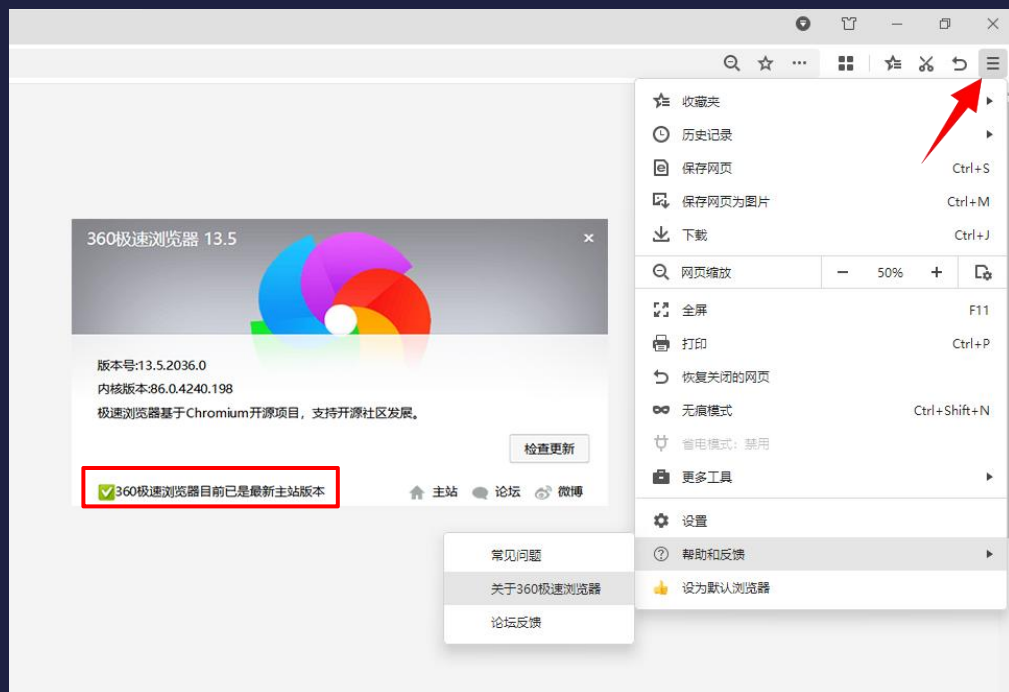 收藏夹
历史记录
保存网页 Ctrl+S
保存网页为图片 Ctrl+M
下载 Ctrl+J
网页缩放 50%
全屏 F11
打印 Ctrl+P
恢复关闭的网页
无痕模式 Ctrl+Shift+N
省电模式：禁用
更多工具
设置
帮助和反馈
设为默认浏览器
360极速浏览器 13.5
版本号:13.5.2036.0
内核版本:86.0.4240.198
极速浏览器基于Chromium开源项目，支持开源社区发展。
检查更新
360极速浏览器目前已是最新主站版本
主站 论坛 微博
常见问题
关于360极速浏览器
论坛反馈